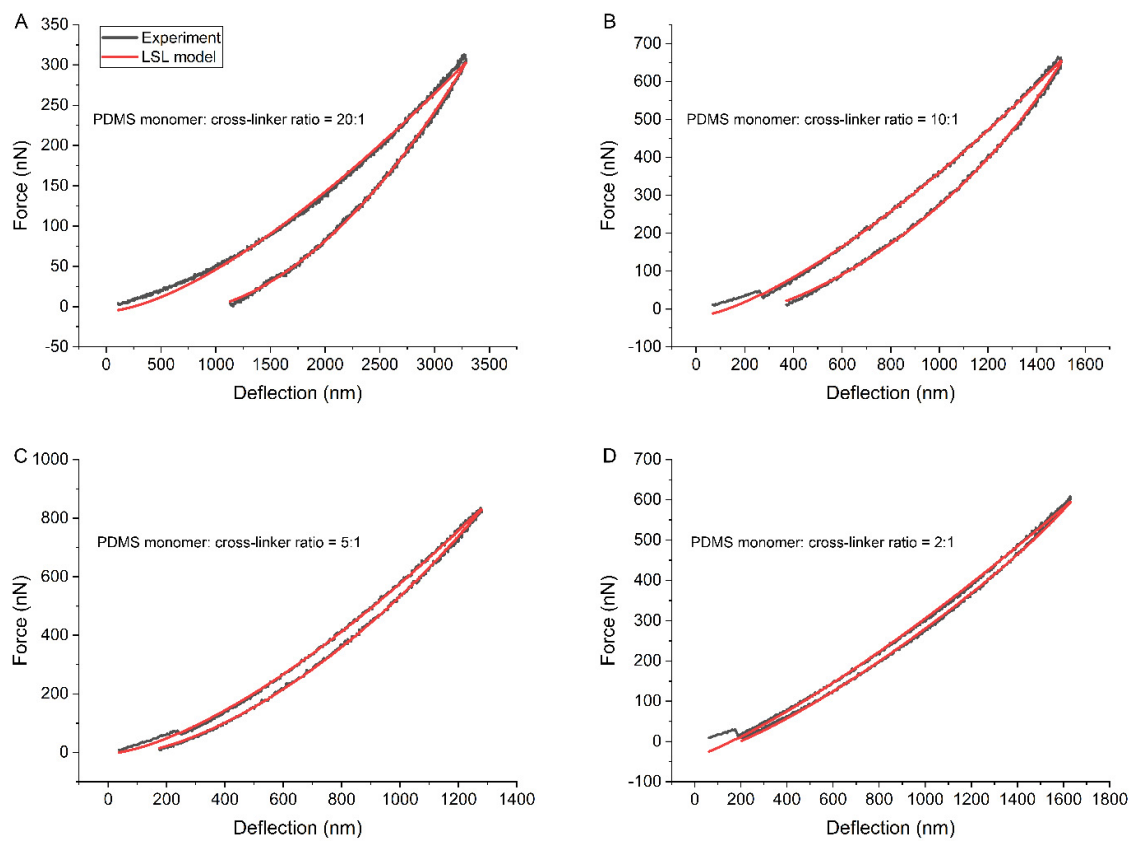 A
Experiment
LSL model
PDMS monomer: cross-linker ratio = 20:1
350
300
250
200
150
100
50
0
-50
Force (nN)
0 500 1000 1500 2000 2500 3000 3500
Deflection (nm)
B
PDMS monomer: cross-linker ratio = 10:1
700
600
500
400
300
200
100
0
-100
Force (nN)
0 200 400 600 800 1000 1200 1400 1600
Deflection (nm)
C
PDMS monomer: cross-linker ratio = 5:1
1000
800
600
400
200
0
Force (nN)
0 200 400 600 800 1000 1200 1400
Deflection (nm)
D
PDMS monomer: cross-linker ratio = 2:1
700
600
500
400
300
200
100
0
-100
Force (nN)
0 200 400 600 800 1000 1200 1400 1600 1800
Deflection (nm)